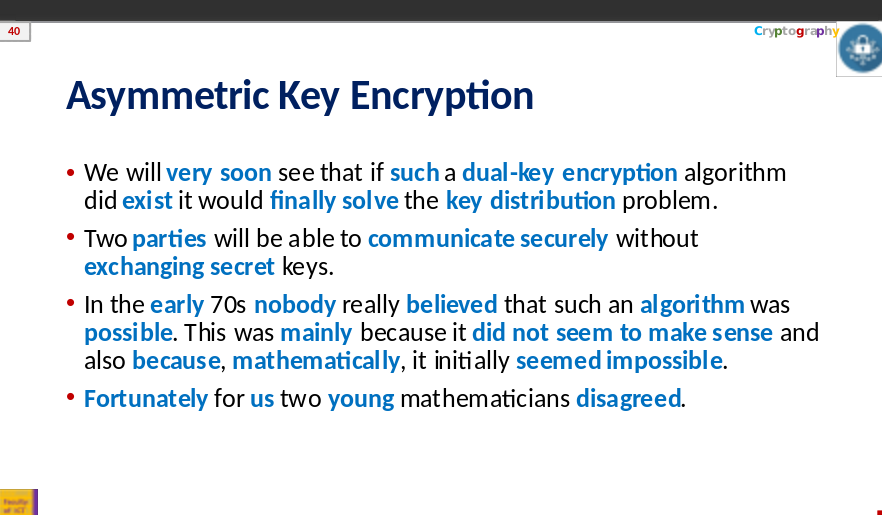 40
Cryptography
Asymmetric Key Encryption
• We will very soon see that if such a dual-key encryption algorithm
did exist it would finally solve the key distribution problem.
• Two parties will be able to communicate securely without
exchanging secret keys.
• In the early 70s nobody really believed that such an algorithm was
possible. This was mainly because it did not seem to make sense and
also because, mathematically, it initially seemed impossible.
• Fortunately for us two young mathematicians disagreed.
Faculty
of ICT